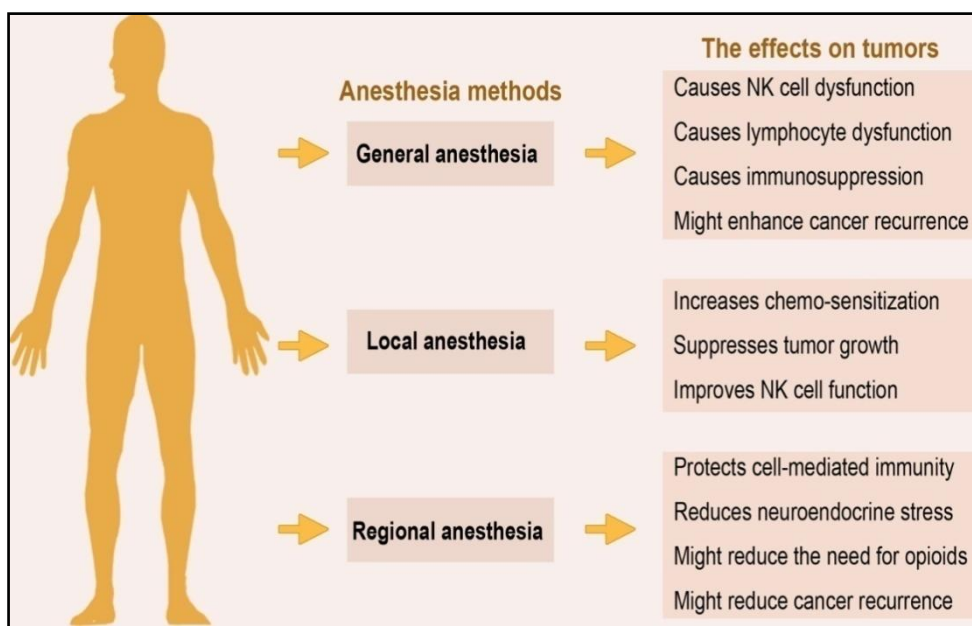 The effects on tumors
Anesthesia methods
General anesthesia
Causes NK cell dysfunction
Causes lymphocyte dysfunction
Causes immunosuppression
Might enhance cancer recurrence
Local anesthesia
Increases chemo-sensitization
Suppresses tumor growth
Improves NK cell function
Regional anesthesia
Protects cell-mediated immunity
Reduces neuroendocrine stress
Might reduce the need for opioids
Might reduce cancer recurrence